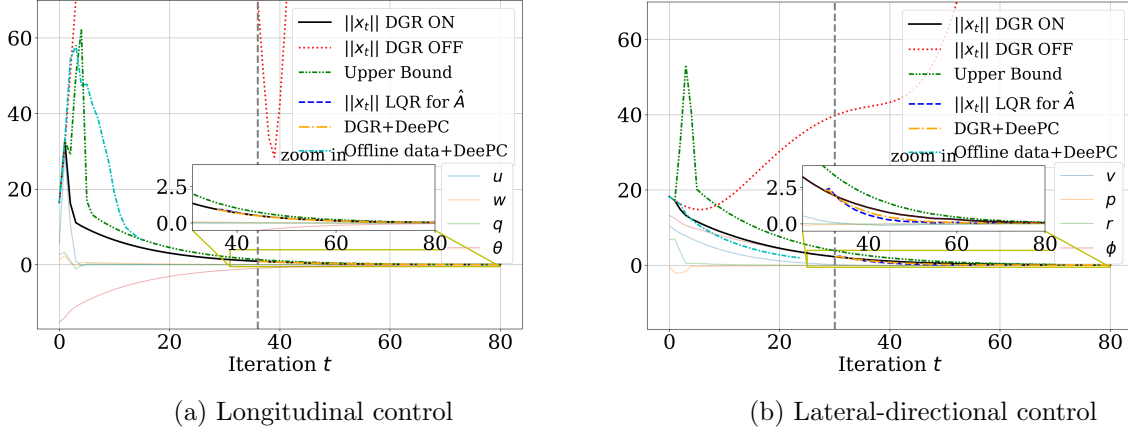 60
40
20
0
0
20
40
60
80
Iteration t
||x_t|| DGR ON
||x_t|| DGR OFF
Upper Bound
||x_t|| LQR for Â
DGR+DeePC
Offline data+DeePC
zoom in
2.5
0.0
40
60
80
u
w
q
θ
(a) Longitudinal control
60
40
20
0
0
20
40
60
80
Iteration t
||x_t|| DGR ON
||x_t|| DGR OFF
Upper Bound
||x_t|| LQR for Â
DGR+DeePC
Offline data+DeePC
zoom in
2.5
0.0
40
60
80
v
p
r
ϕ
(b) Lateral-directional control